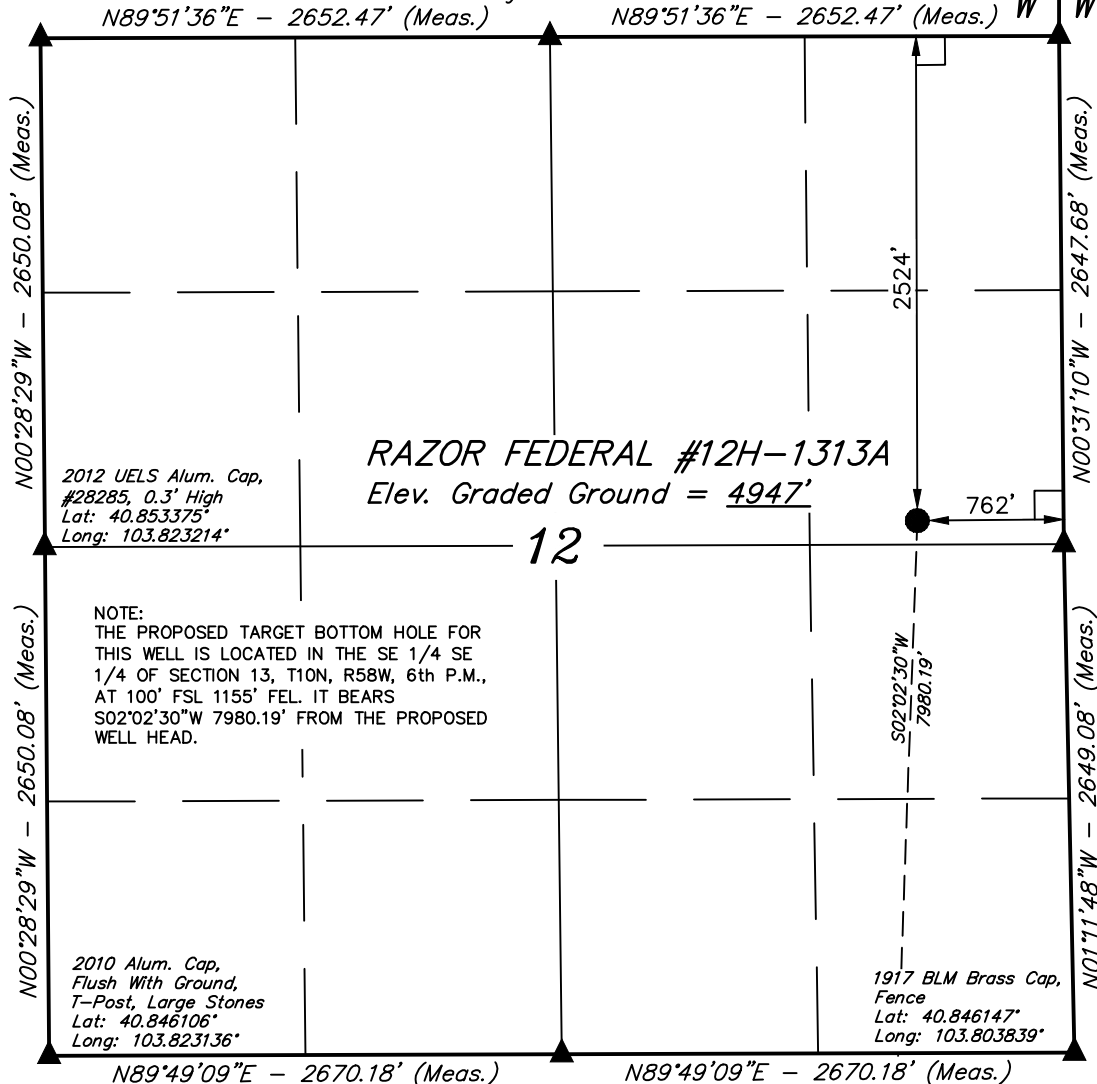 N89°51'36"E - 2652.47' (Meas.)
N89°51'36"E - 2652.47' (Meas.)
W
W
N00°28'29"W - 2650.08' (Meas.)
N00°31'10"W - 2647.68' (Meas.)
2524'
RAZOR FEDERAL #12H-1313A
Elev. Graded Ground = 4947'
762'
2012 UELS Alum. Cap,
#28285, 0.3' High
Lat: 40.853375°
Long: 103.823214°
12
NOTE:
THE PROPOSED TARGET BOTTOM HOLE FOR
THIS WELL IS LOCATED IN THE SE 1/4 SE
1/4 OF SECTION 13, T10N, R58W, 6th P.M.,
AT 100' FSL 1155' FEL. IT BEARS
S02°02'30"W 7980.19' FROM THE PROPOSED
WELL HEAD.
S02°02'30"W
7980.19'
N00°28'29"W - 2650.08' (Meas.)
N01°11'48"W - 2649.08' (Meas.)
2010 Alum. Cap,
Flush With Ground,
T-Post, Large Stones
Lat: 40.846106°
Long: 103.823136°
1917 BLM Brass Cap,
Fence
Lat: 40.846147°
Long: 103.803839°
N89°49'09"E - 2670.18' (Meas.)
N89°49'09"E - 2670.18' (Meas.)